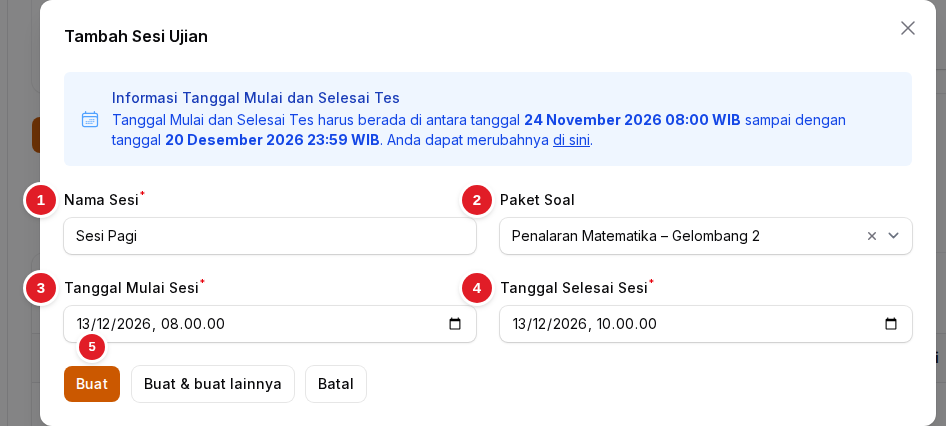 Tambah Sesi Ujian
Informasi Tanggal Mulai dan Selesai Tes
Tanggal Mulai dan Selesai Tes harus berada di antara tanggal 24 November 2026 08:00 WIB sampai dengan
tanggal 20 Desember 2026 23:59 WIB. Anda dapat merubahnya di sini.
1 Nama Sesi*
2 Paket Soal
Sesi Pagi
Penalaran Matematika – Gelombang 2
3 Tanggal Mulai Sesi*
4 Tanggal Selesai Sesi*
13/12/2026, 08.00.00
13/12/2026, 10.00.00
5
Buat
Buat & buat lainnya
Batal